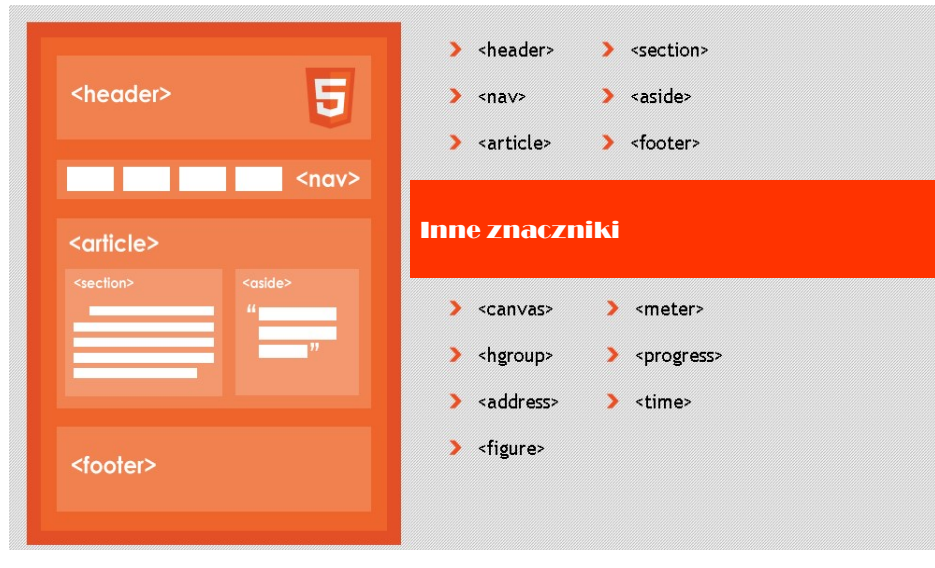 <header>
5
<nav>
<article>
<section>
<aside>
“
”
<footer>
<header>
<section>
<nav>
<aside>
<article>
<footer>
Inne znaczniki
<canvas>
<meter>
<hgroup>
<progress>
<address>
<time>
<figure>